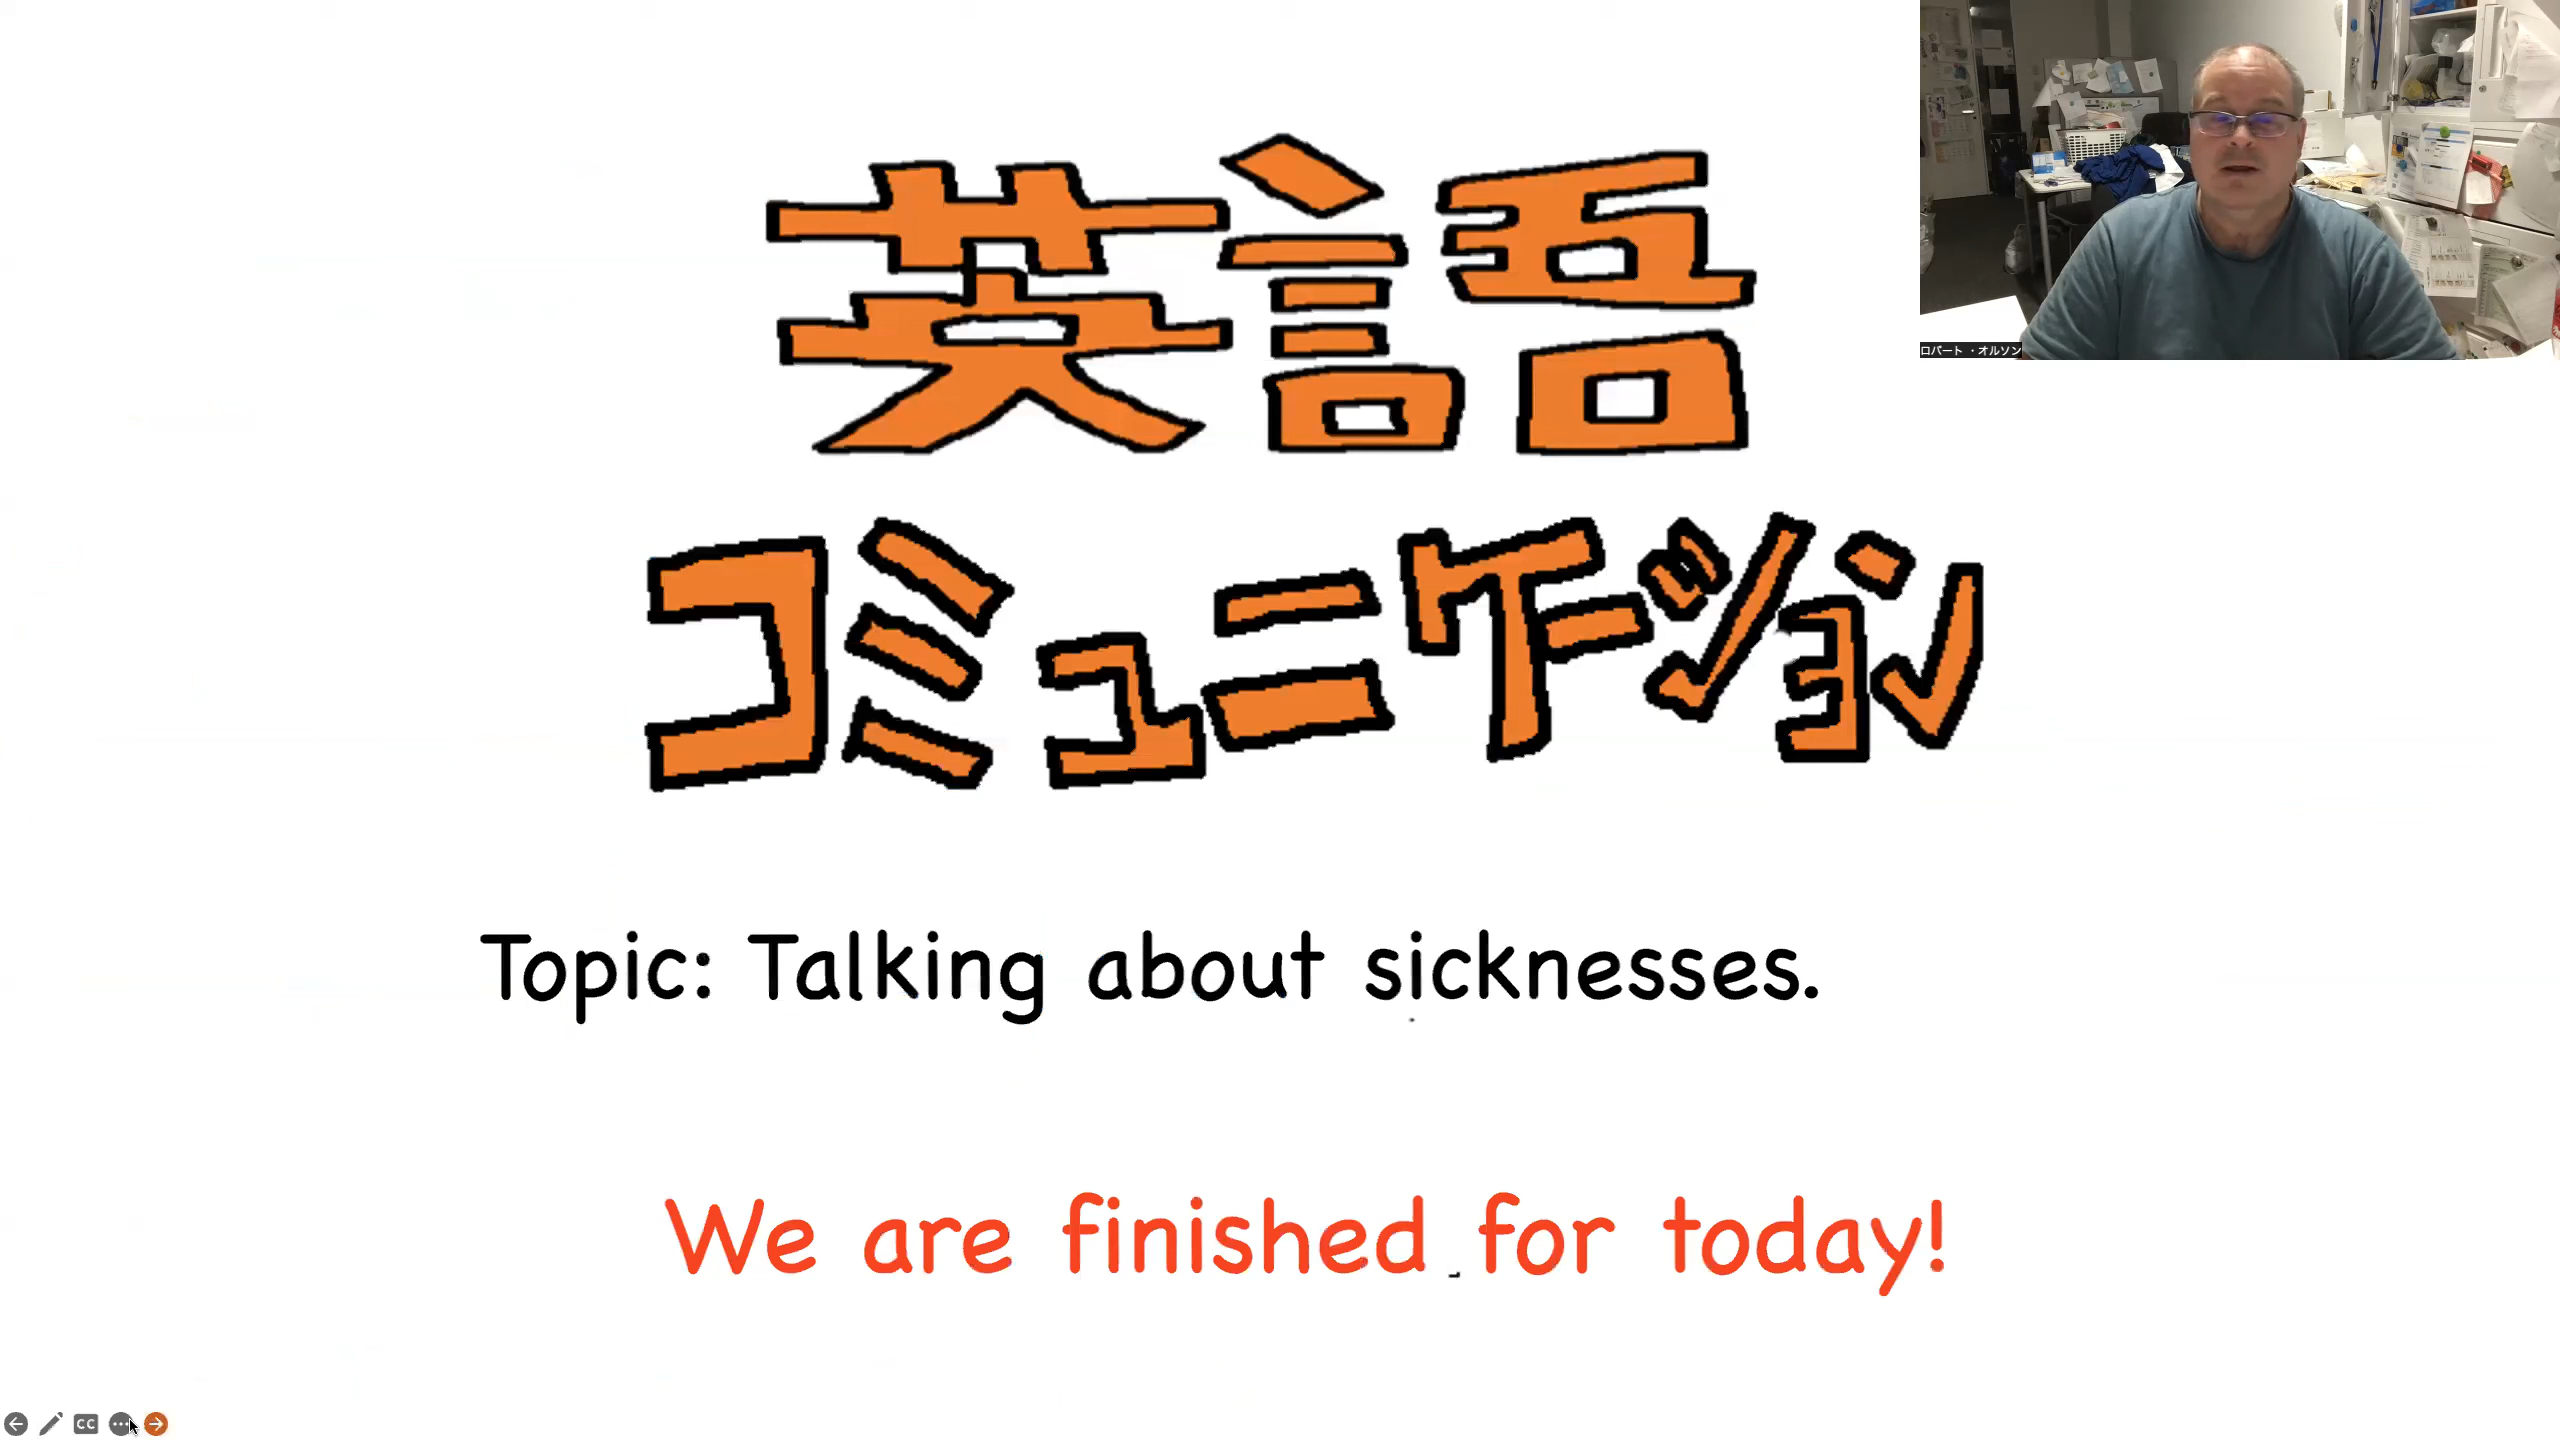 英語
コミュニケーション
ロバート・オルソン
Topic: Talking about sicknesses.
We are finished for today!
CC